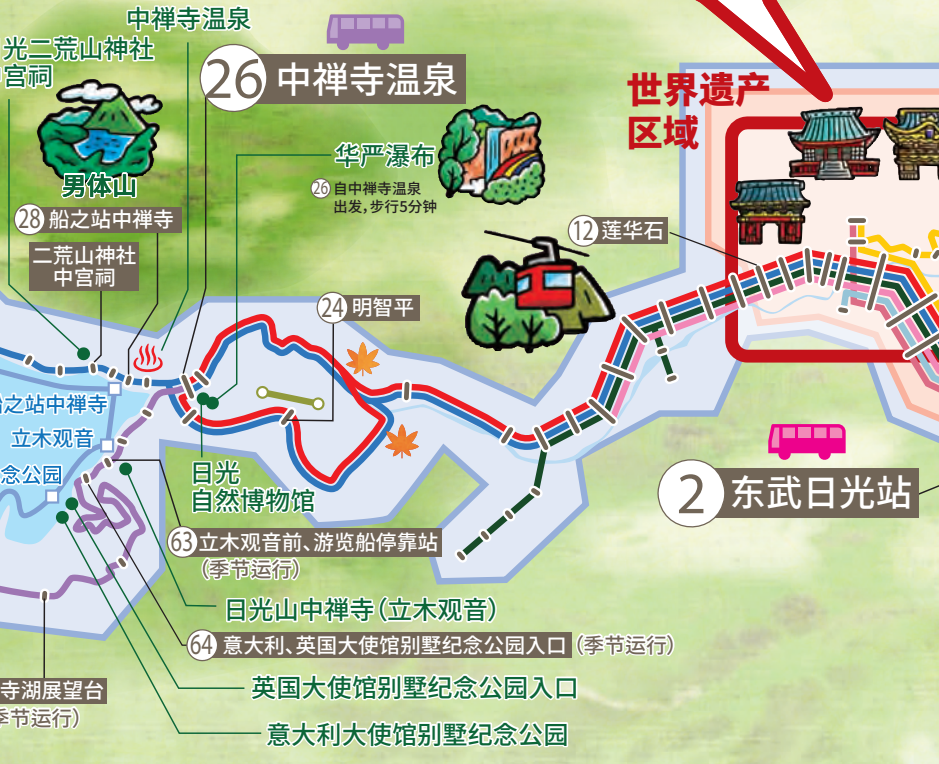 中禅寺温泉
光二荒山神社
中宫祠
26 中禅寺温泉
世界遗产
区域
华严瀑布
26 自中禅寺温泉
出发,步行5分钟
男体山
28 船之站中禅寺
12 莲华石
二荒山神社
中宫祠
24 明智平
船之站中禅寺
立木观音
念公园
日光
自然博物馆
2 东武日光站
63 立木观音前、游览船停靠站
(季节运行)
日光山中禅寺(立木观音)
64 意大利、英国大使馆别墅纪念公园入口 (季节运行)
寺湖展望台
季节运行)
英国大使馆别墅纪念公园入口
意大利大使馆别墅纪念公园